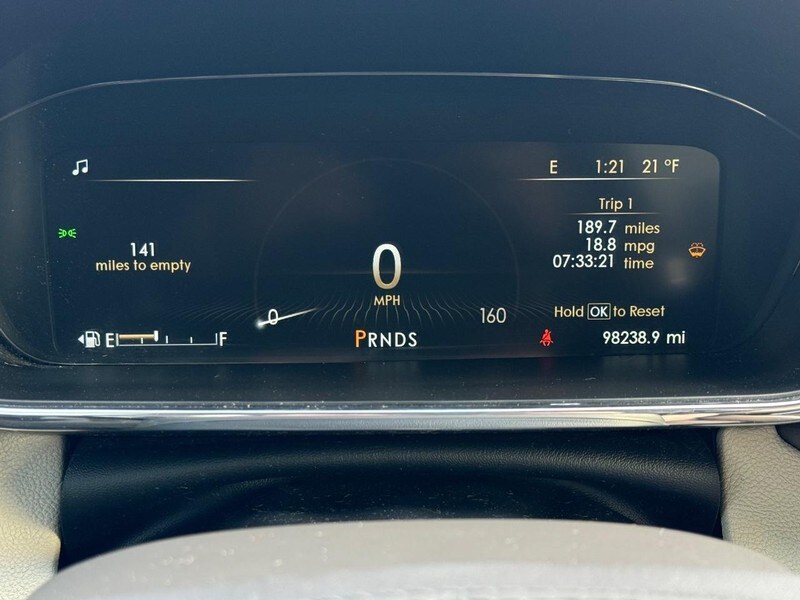 E 1:21 21 °F
Trip 1
189.7 miles
18.8 mpg
07:33:21 time
141
miles to empty
0
MPH
0
160
Hold OK to Reset
E F
PRNDS
98238.9 mi